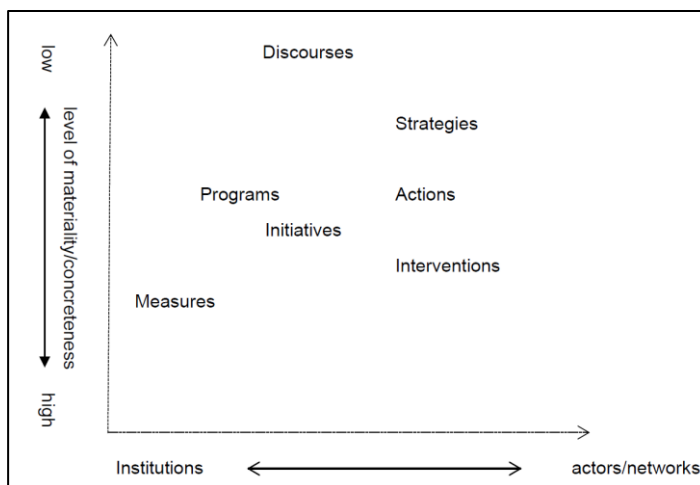 low
level of materiality/concreteness
high
Discourses
Strategies
Programs
Actions
Initiatives
Interventions
Measures
Institutions
actors/networks